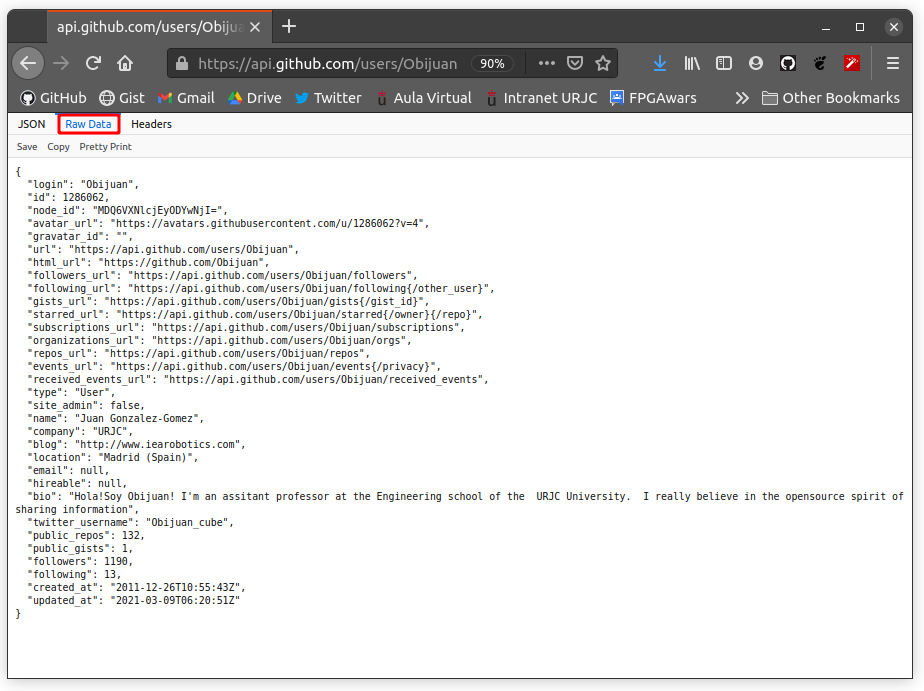 api.github.com/users/Obijua
https://api.github.com/users/Obijuan 90%
GitHub Gist Gmail Drive Twitter Aula Virtual Intranet URJC FPGAwars Other Bookmarks
JSON Raw Data Headers
Save Copy Pretty Print
{
"login": "Obijuan",
"id": 1286062,
"node_id": "MDQ6VXNlcjEyODYwNjI=",
"avatar_url": "https://avatars.githubusercontent.com/u/1286062?v=4",
"gravatar_id": "",
"url": "https://api.github.com/users/Obijuan",
"html_url": "https://github.com/Obijuan",
"followers_url": "https://api.github.com/users/Obijuan/followers",
"following_url": "https://api.github.com/users/Obijuan/following{/other_user}",
"gists_url": "https://api.github.com/users/Obijuan/gists{/gist_id}",
"starred_url": "https://api.github.com/users/Obijuan/starred{/owner}{/repo}",
"subscriptions_url": "https://api.github.com/users/Obijuan/subscriptions",
"organizations_url": "https://api.github.com/users/Obijuan/orgs",
"repos_url": "https://api.github.com/users/Obijuan/repos",
"events_url": "https://api.github.com/users/Obijuan/events{/privacy}",
"received_events_url": "https://api.github.com/users/Obijuan/received_events",
"type": "User",
"site_admin": false,
"name": "Juan Gonzalez-Gomez",
"company": "URJC",
"blog": "http://www.iearobotics.com",
"location": "Madrid (Spain)",
"email": null,
"hireable": null,
"bio": "Hola!Soy Obijuan! I'm an assitant professor at the Engineering school of the  URJC University.  I really believe in the opensource spirit of
sharing information",
"twitter_username": "Obijuan_cube",
"public_repos": 132,
"public_gists": 1,
"followers": 1190,
"following": 13,
"created_at": "2011-12-26T10:55:43Z",
"updated_at": "2021-03-09T06:20:51Z"
}